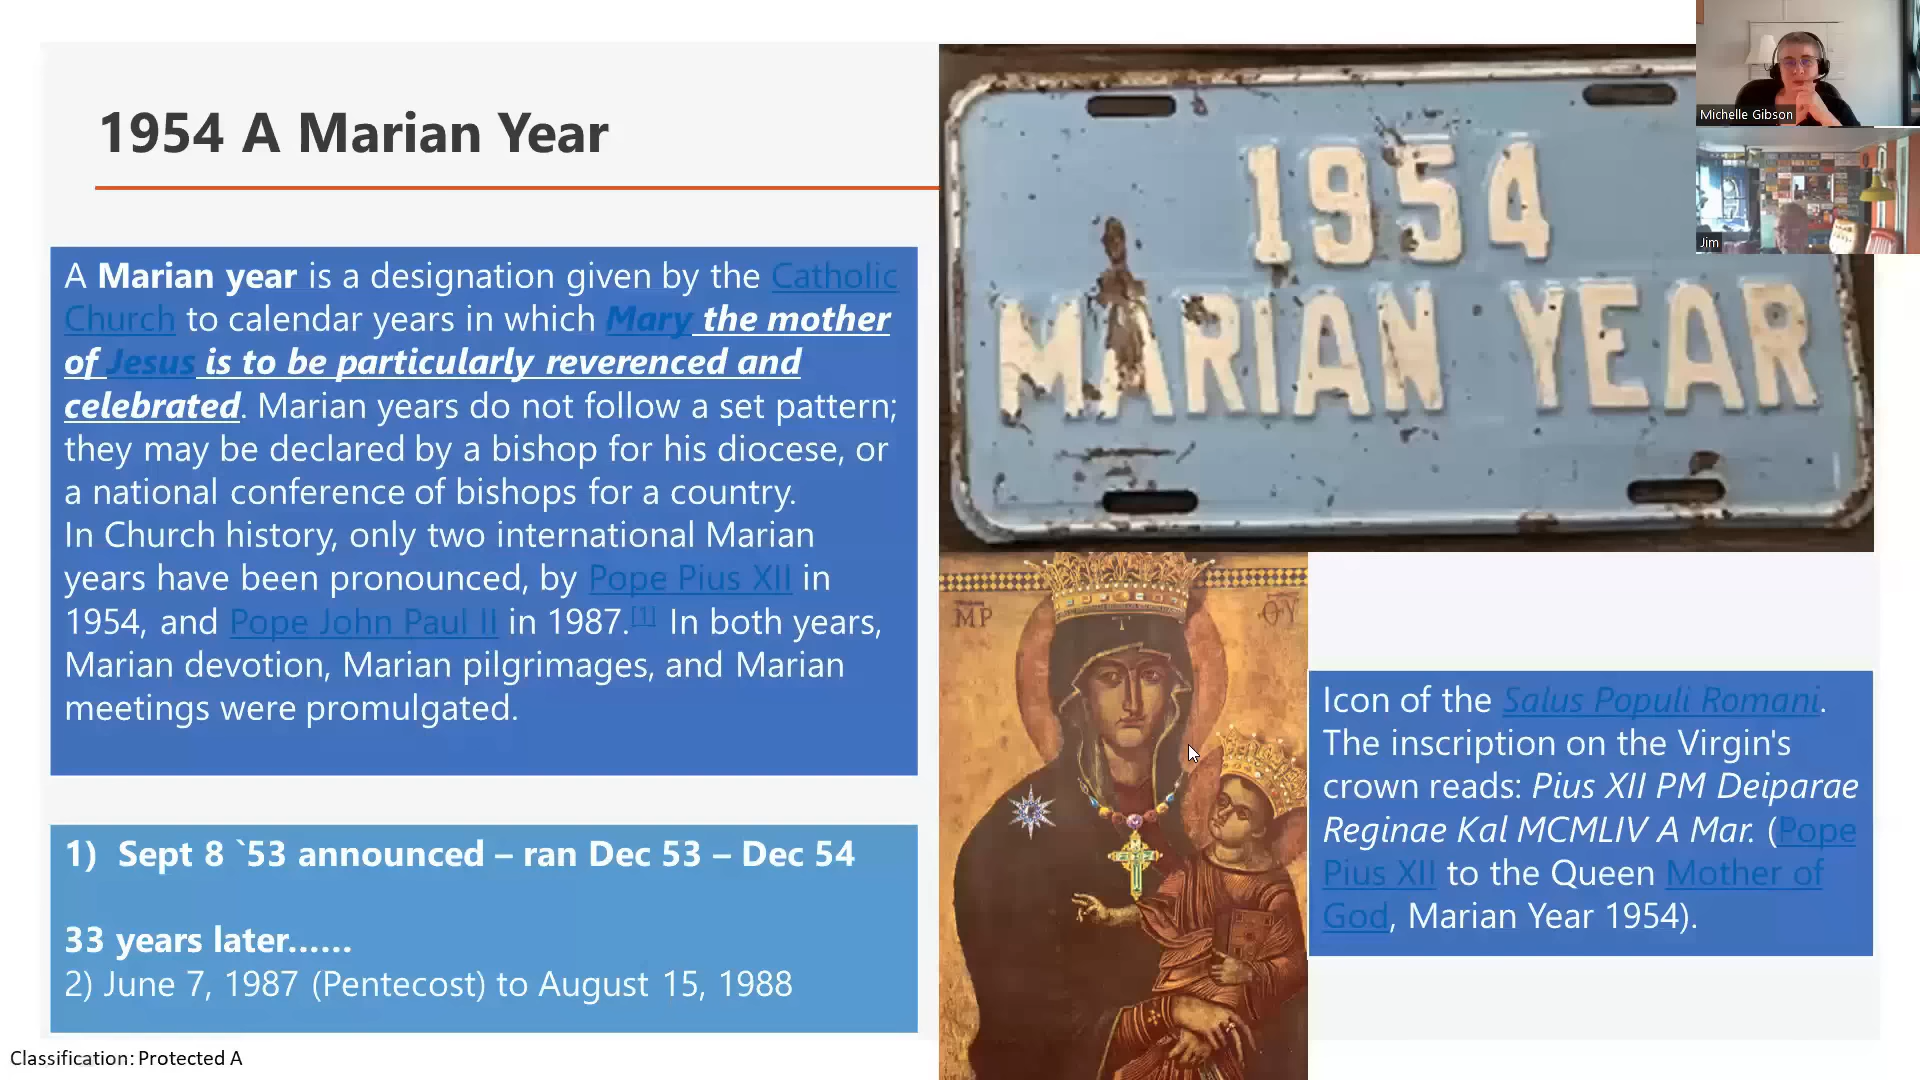 1954 A Marian Year
A Marian year is a designation given by the Catholic
Church to calendar years in which Mary the mother
of Jesus is to be particularly reverenced and
celebrated. Marian years do not follow a set pattern;
they may be declared by a bishop for his diocese, or
a national conference of bishops for a country.
In Church history, only two international Marian
years have been pronounced, by Pope Pius XII in
1954, and Pope John Paul II in 1987.[1] In both years,
Marian devotion, Marian pilgrimages, and Marian
meetings were promulgated.
1) Sept 8 `53 announced – ran Dec 53 – Dec 54
33 years later......
2) June 7, 1987 (Pentecost) to August 15, 1988
Classification: Protected A
1954
MARIAN YEAR
ΜΡ
ΘΥ
Icon of the Salus Populi Romani.
The inscription on the Virgin's
crown reads: Pius XII PM Deiparae
Reginae Kal MCMLIV A Mar. (Pope
Pius XII to the Queen Mother of
God, Marian Year 1954).
Michelle Gibson
Jim